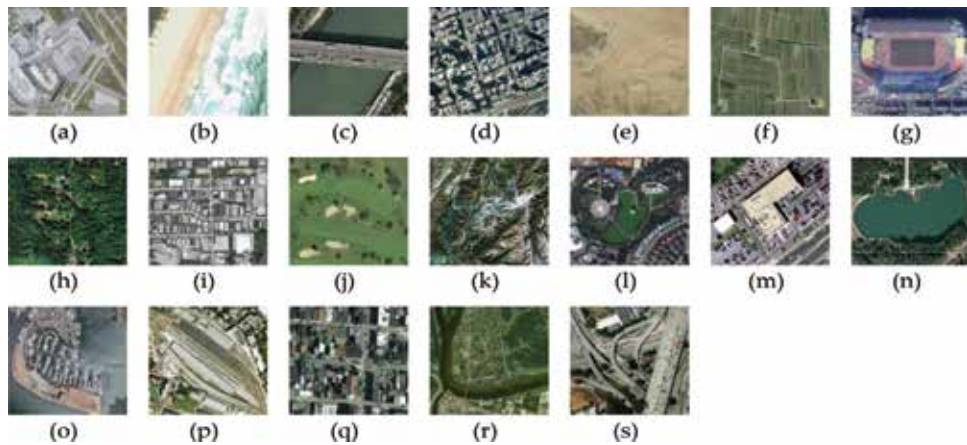 (a) (b) (c) (d) (e) (f) (g)
(h) (i) (j) (k) (l) (m) (n)
(o) (p) (q) (r) (s)